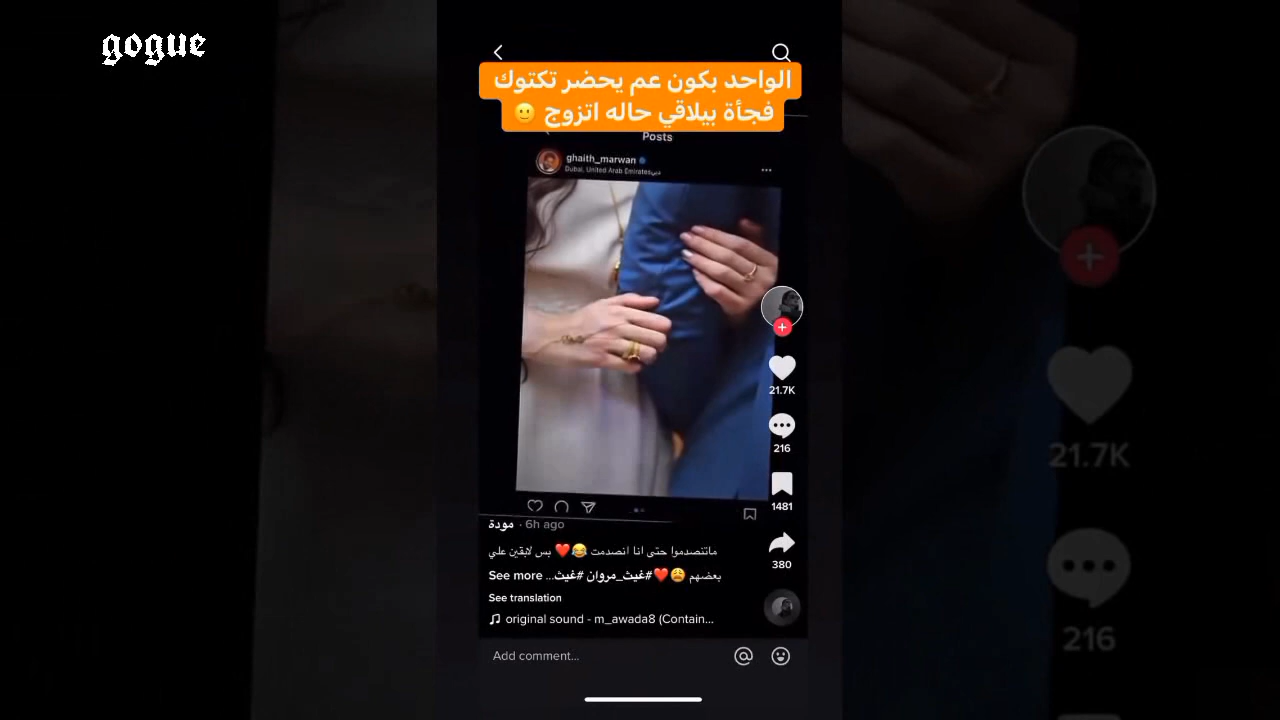 gogue
الواحد بكون عم يحضر تكتوك
فجأة بيلاقي حاله اتزوج 🙂
Posts
ghaith_marwan
Dubai, United Arab Emirates دبي
21.7K
216
1481
380
مودة · 6h ago
ماتنصدموا حتى انا انصدمت 😂❤️ بس لابقين علي
بعضهم 😩❤️#غيث_مروان #غيث... See more
See translation
original sound - m_awada8 (Contain...
Add comment...
21.7K
216